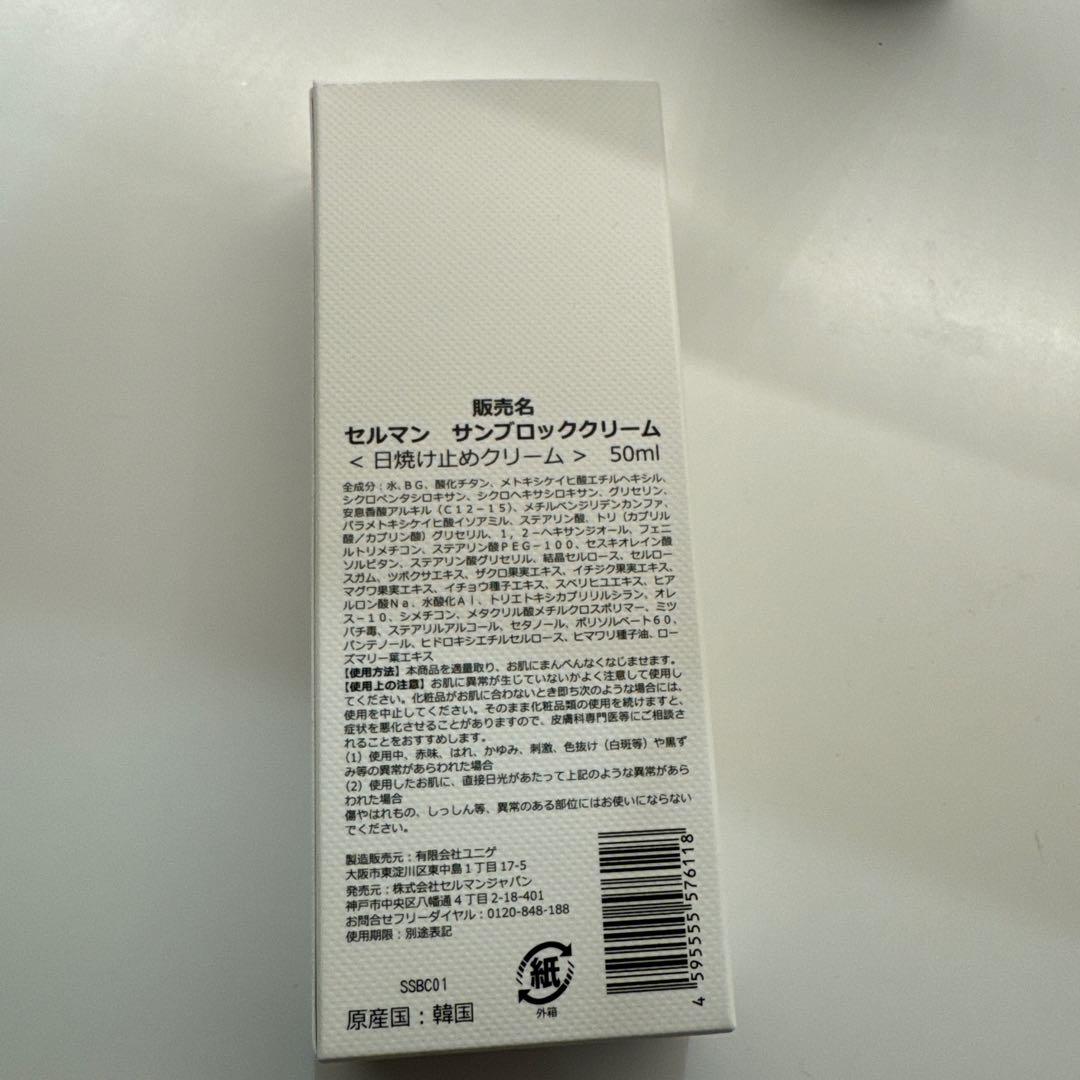 販売名
セルマン　サンブロッククリーム
＜日焼け止めクリーム＞　50ml
全成分：水、BG、酸化チタン、メトキシケイヒ酸エチルヘキシル、
シクロペンタシロキサン、シクロヘキサシロキサン、グリセリン、
安息香酸アルキル（C12−15）、メチルベンジリデンカンファ、
パラメトキシケイヒ酸イソアミル、ステアリン酸、トリ（カプリル
酸／カプリン酸）グリセリル、1，2−ヘキサンジオール、フェニ
ルトリメチコン、ステアリン酸PEG−100、セスキオレイン酸
ソルビタン、ステアリン酸グリセリル、結晶セルロース、セルロー
スガム、ツボクサエキス、ザクロ果実エキス、イチジク果実エキス、
マグワ果実エキス、イチョウ種子エキス、スベリヒユエキス、ヒア
ルロン酸Na、水酸化Al、トリエトキシカプリリルシラン、オレ
ス−10、シメチコン、メタクリル酸メチルクロスポリマー、ミツ
バチ毒、ステアリルアルコール、セタノール、ポリソルベート60、
パンテノール、ヒドロキシエチルセルロース、ヒマワリ種子油、ロー
ズマリー葉エキス
【使用方法】本商品を適量取り、お肌にまんべんなくなじませます。
【使用上の注意】お肌に異常が生じていないかよく注意して使用し
てください。化粧品がお肌に合わないとき即ち次のような場合には、
使用を中止してください。そのまま化粧品類の使用を続けますと、
症状を悪化させることがありますので、皮膚科専門医等にご相談さ
れることをおすすめします。
（1）使用中、赤味、はれ、かゆみ、刺激、色抜け（白斑等）や黒ず
み等の異常があらわれた場合
（2）使用したお肌に、直接日光があたって上記のような異常があら
われた場合
傷やはれもの、しっしん等、異常のある部位にはお使いにならない
でください。
製造販売元：有限会社ユニゲ
大阪市東淀川区東中島1丁目17-5
発売元：株式会社セルマンジャパン
神戸市中央区八幡通4丁目2-18-401
お問合せフリーダイヤル：0120-848-188
使用期限：別途表記
SSBC01
紙
外箱
原産国：韓国
4 595555 576118